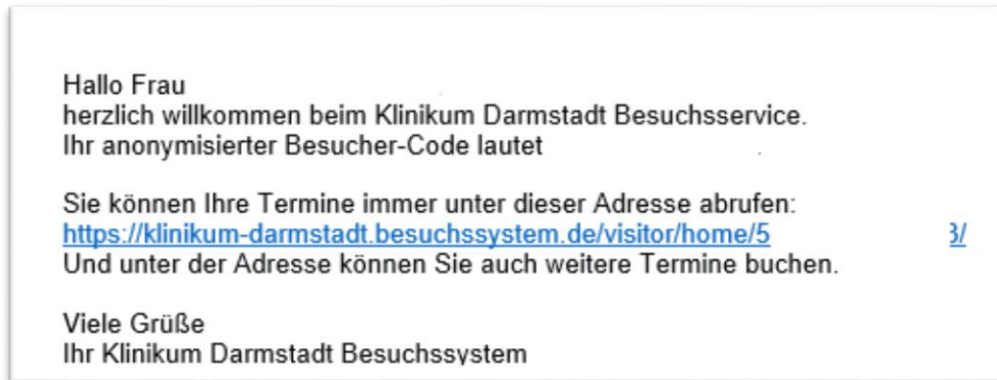 Hallo Frau
herzlich willkommen beim Klinikum Darmstadt Besuchsservice.
Ihr anonymisierter Besucher-Code lautet
Sie können Ihre Termine immer unter dieser Adresse abrufen:
https://klinikum-darmstadt.besuchssystem.de/visitor/home/5 3/
Und unter der Adresse können Sie auch weitere Termine buchen.
Viele Grüße
Ihr Klinikum Darmstadt Besuchssystem